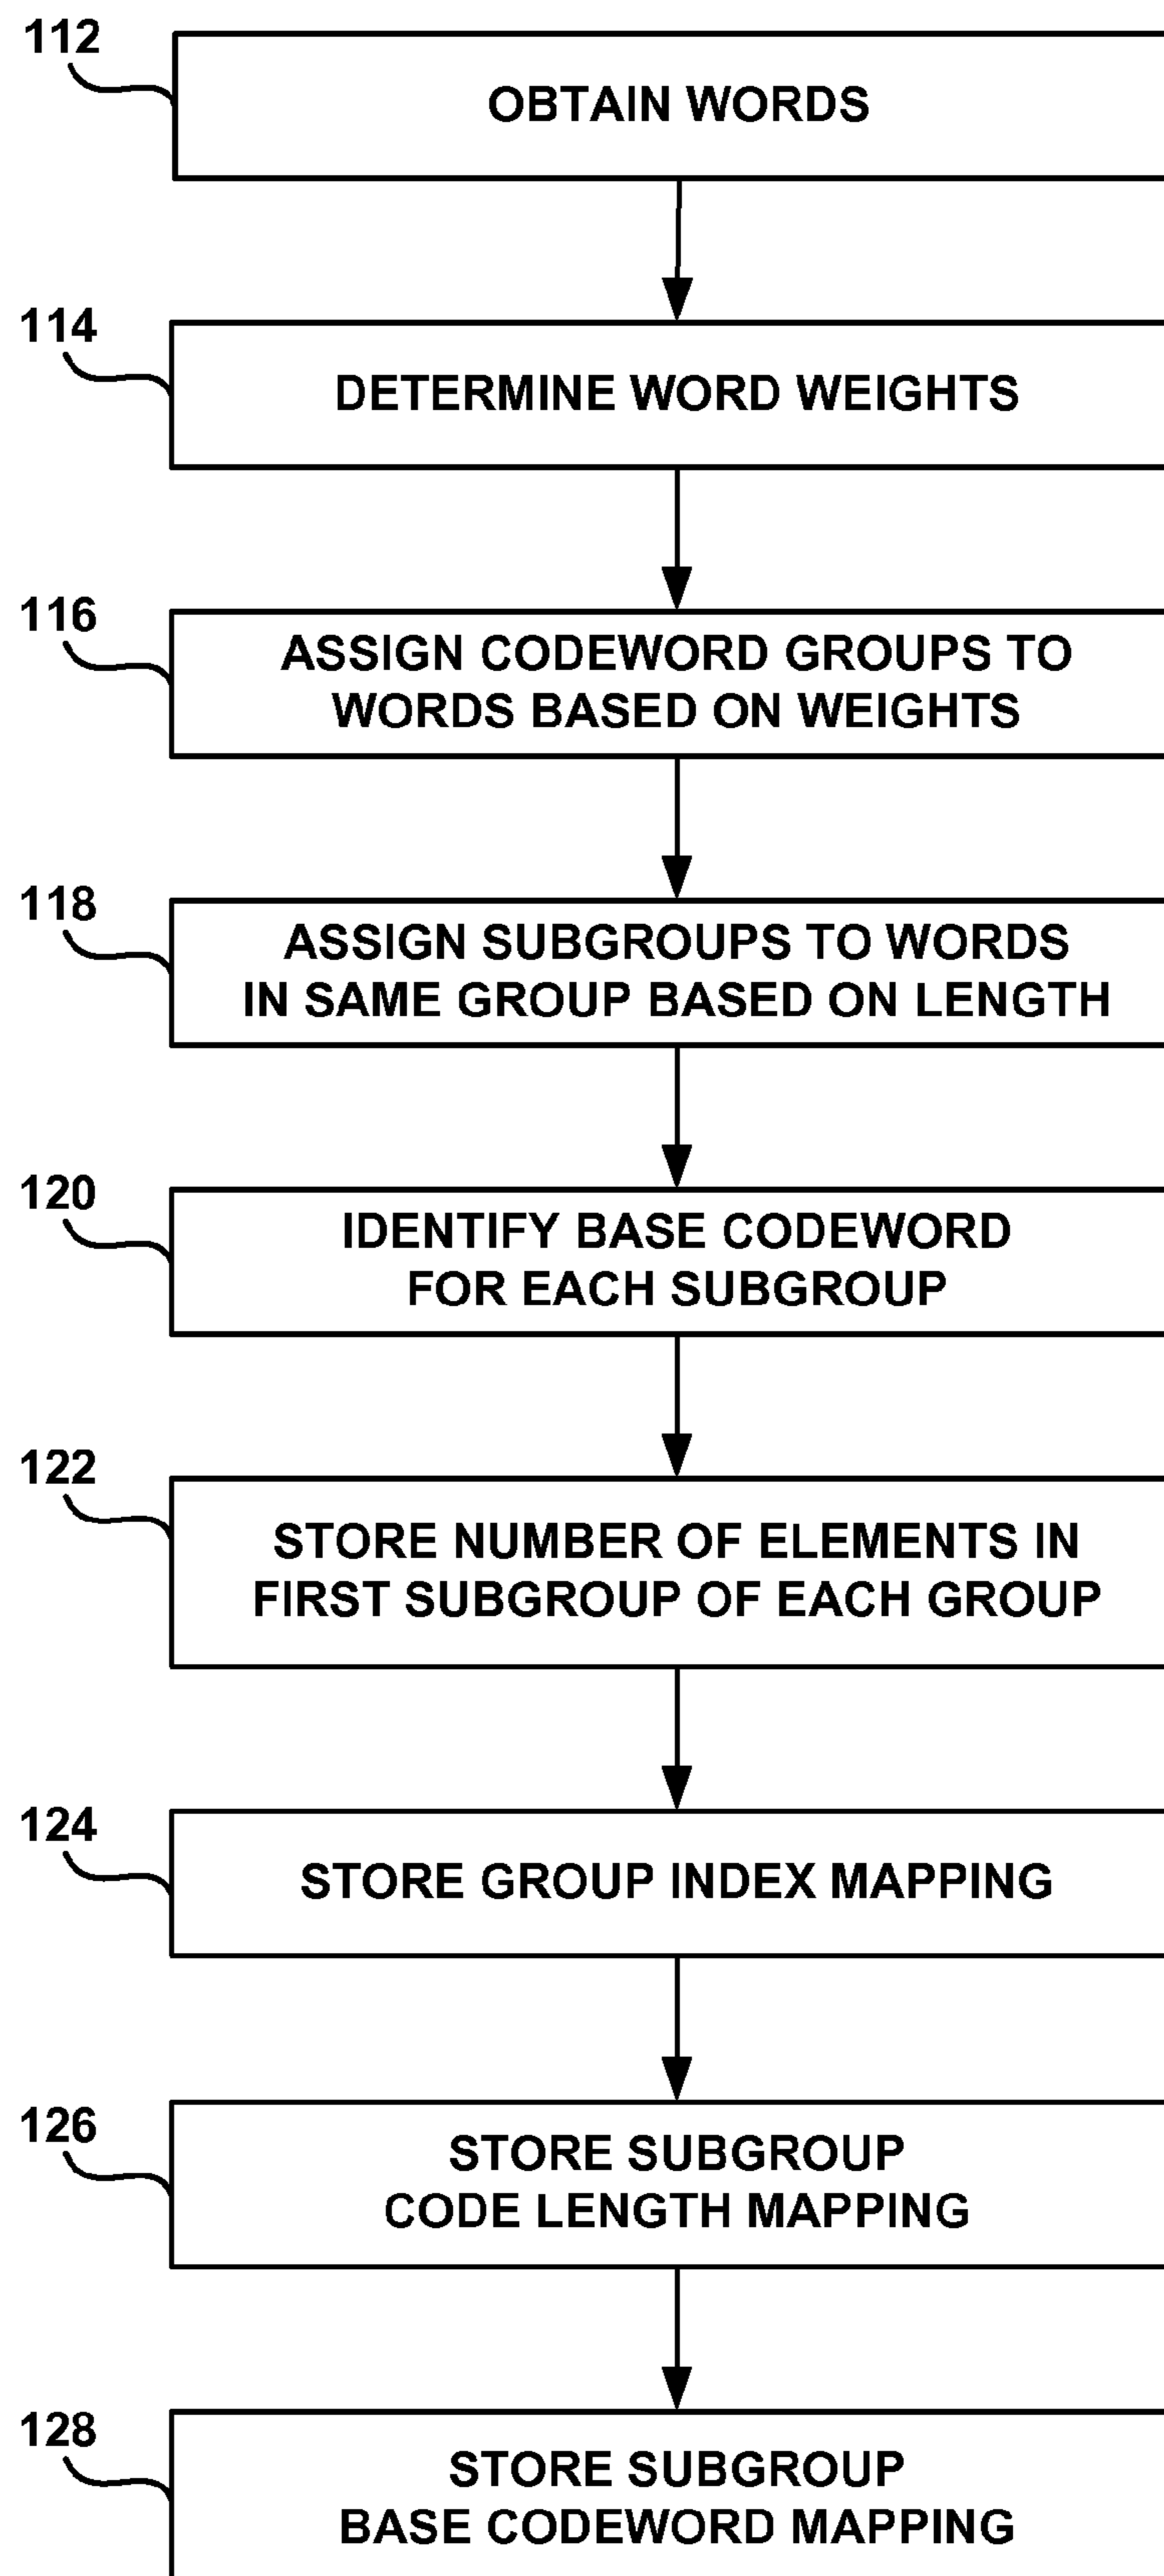 112
OBTAIN WORDS
114
DETERMINE WORD WEIGHTS
116
ASSIGN CODEWORD GROUPS TO
WORDS BASED ON WEIGHTS
118
ASSIGN SUBGROUPS TO WORDS
IN SAME GROUP BASED ON LENGTH
120
IDENTIFY BASE CODEWORD
FOR EACH SUBGROUP
122
STORE NUMBER OF ELEMENTS IN
FIRST SUBGROUP OF EACH GROUP
124
STORE GROUP INDEX MAPPING
126
STORE SUBGROUP
CODE LENGTH MAPPING
128
STORE SUBGROUP
BASE CODEWORD MAPPING